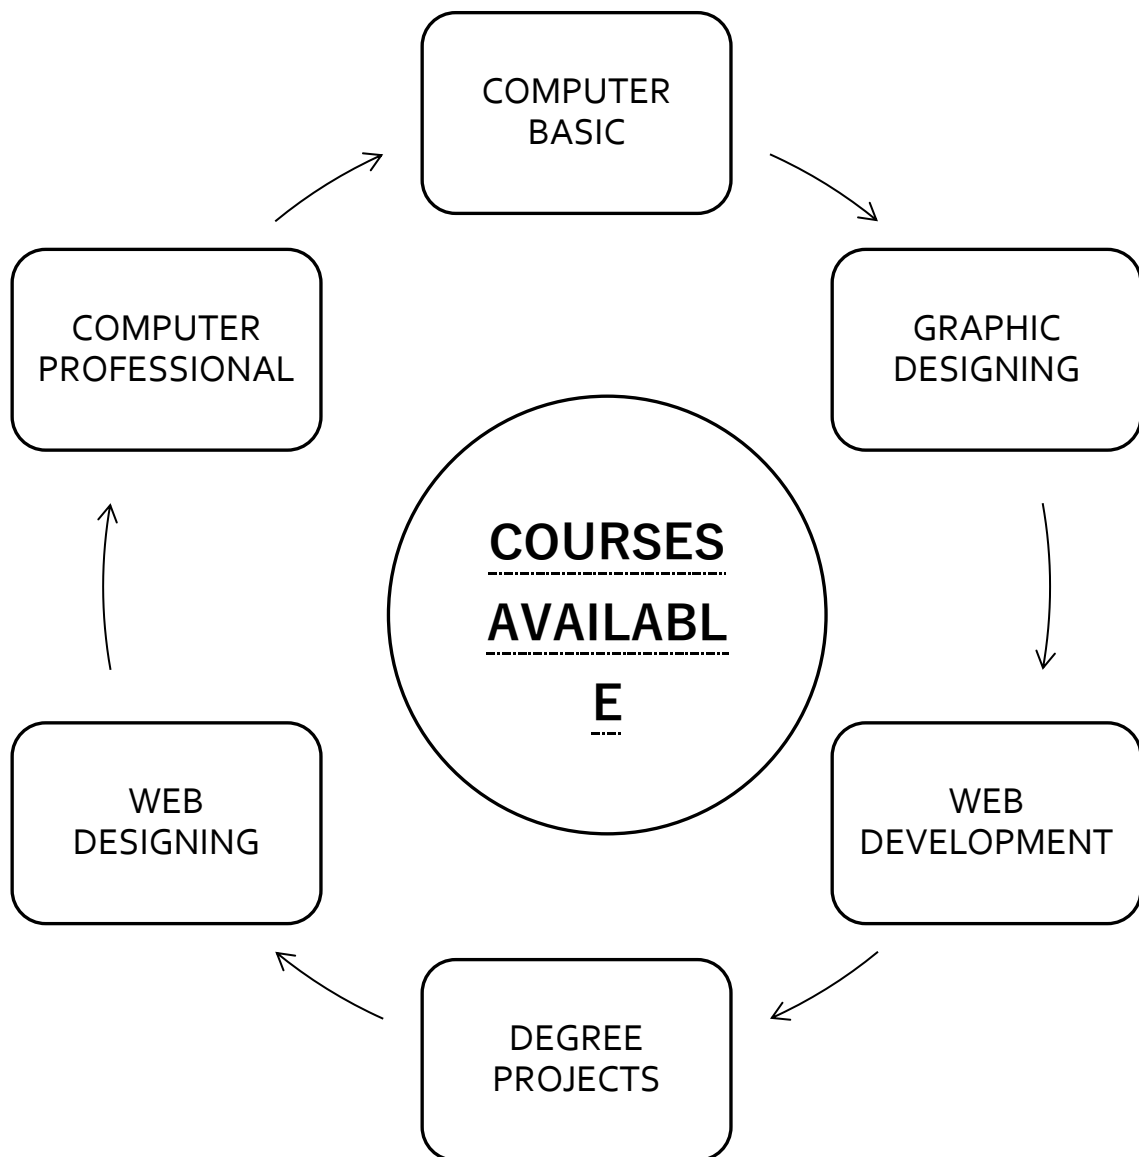 COMPUTER
BASIC
GRAPHIC
DESIGNING
WEB
DEVELOPMENT
DEGREE
PROJECTS
WEB
DESIGNING
COMPUTER
PROFESSIONAL
COURSES
AVAILABL
E